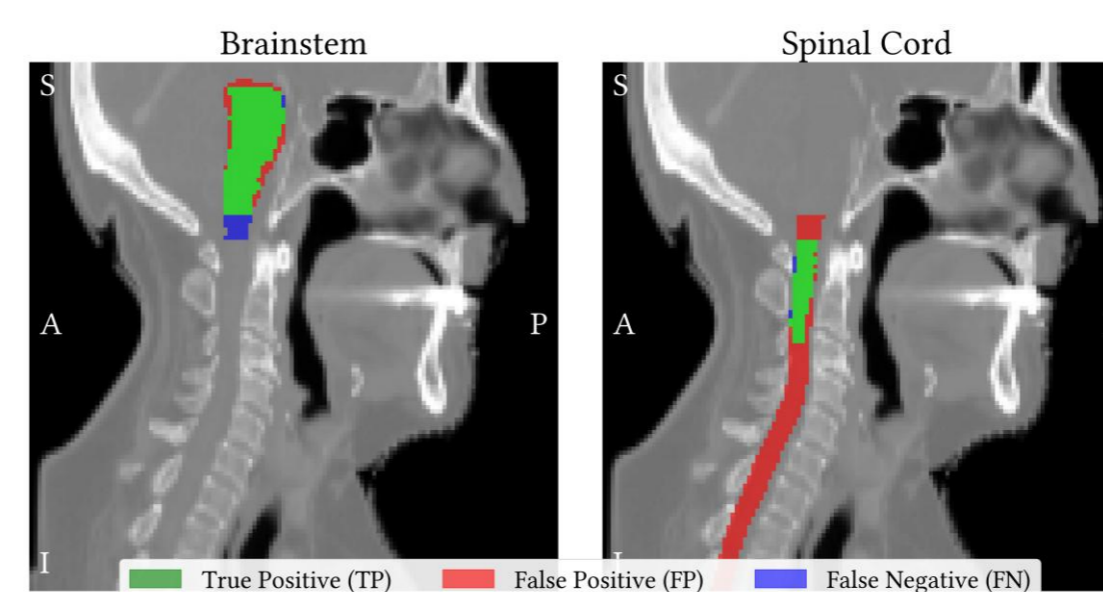 Brainstem Spinal Cord
S S
A P A
I I
True Positive (TP) False Positive (FP) False Negative (FN)